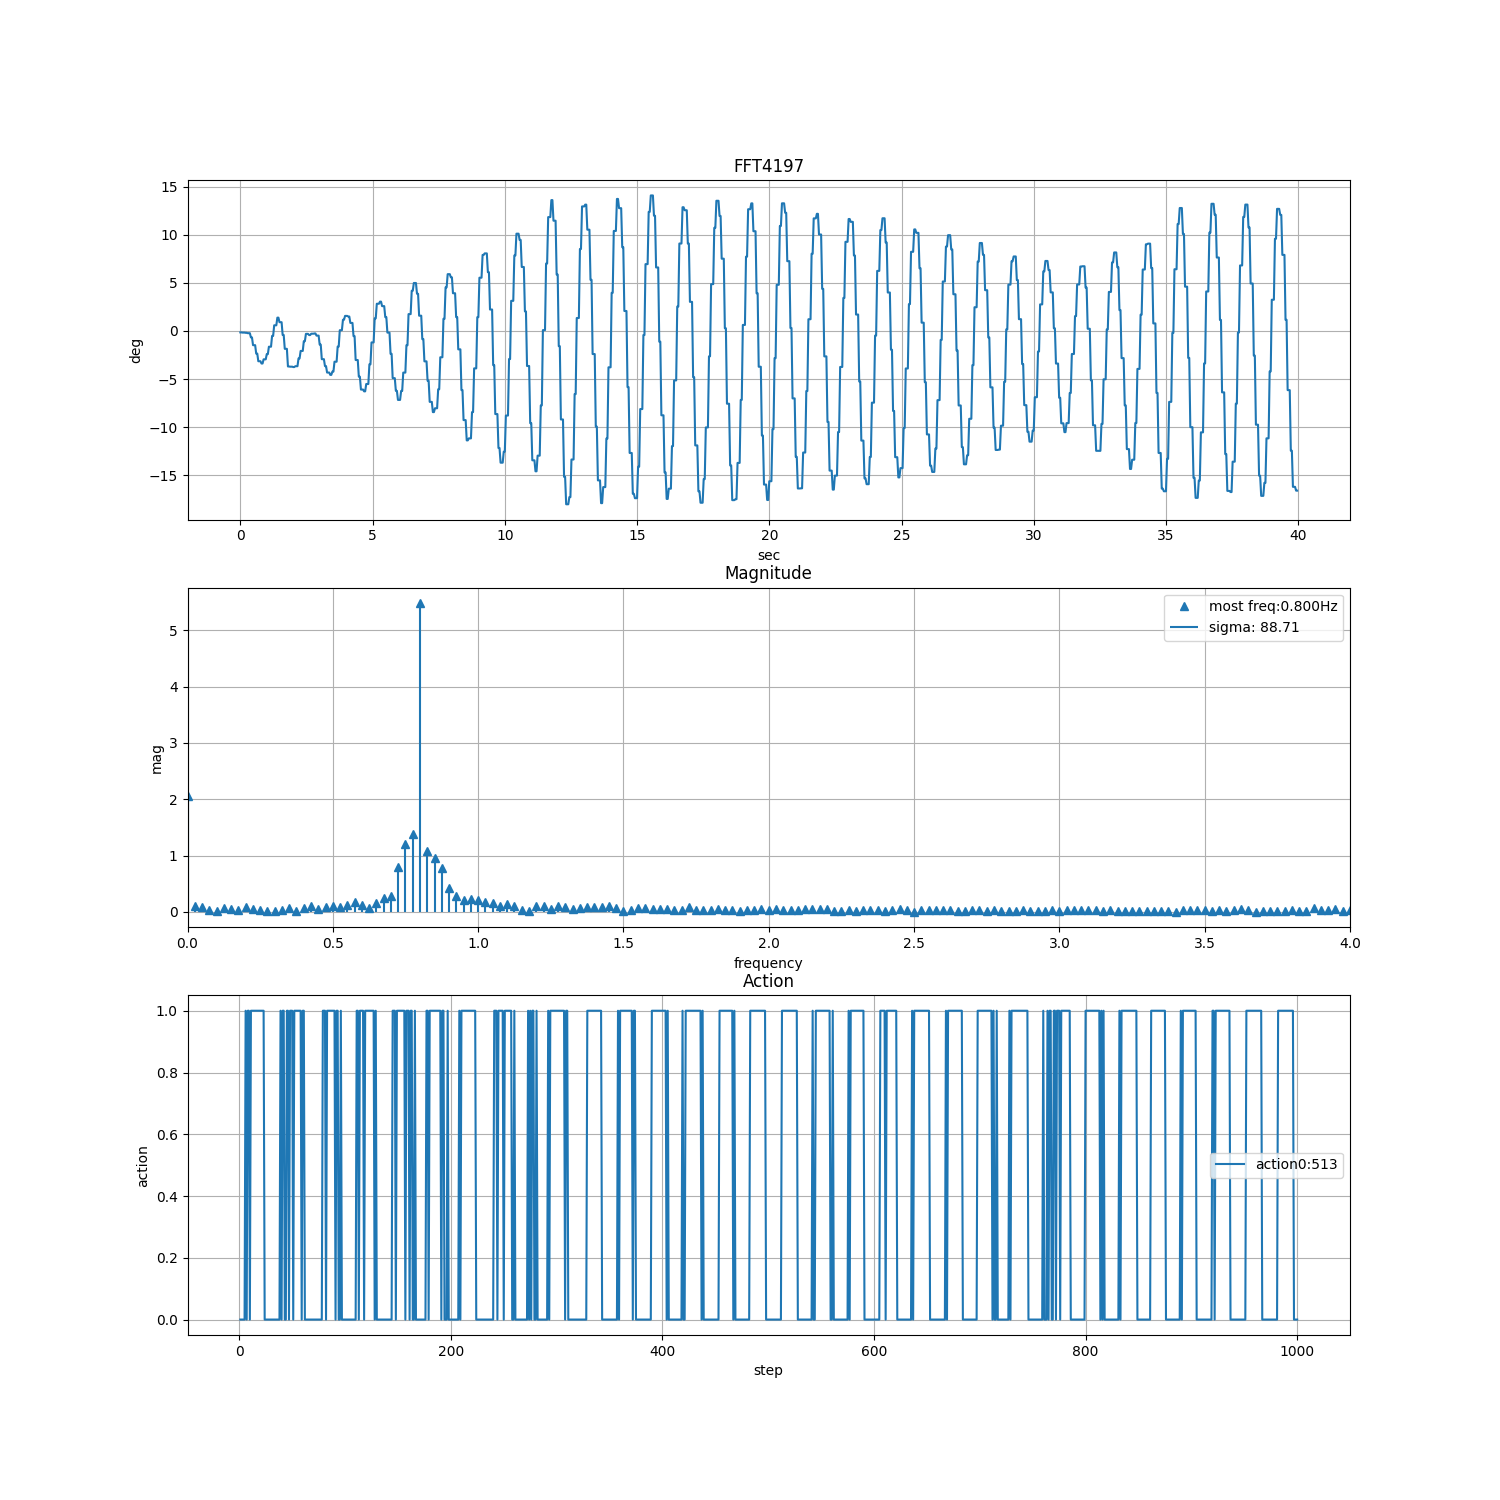 FFT4197
15
10
5
0
−5
−10
−15
deg
0 5 10 15 20 25 30 35 40
sec
Magnitude
most freq:0.800Hz
sigma: 88.71
5
4
3
2
1
0
mag
0.0 0.5 1.0 1.5 2.0 2.5 3.0 3.5 4.0
frequency
Action
1.0
0.8
0.6
0.4
0.2
0.0
action
action0:513
0 200 400 600 800 1000
step